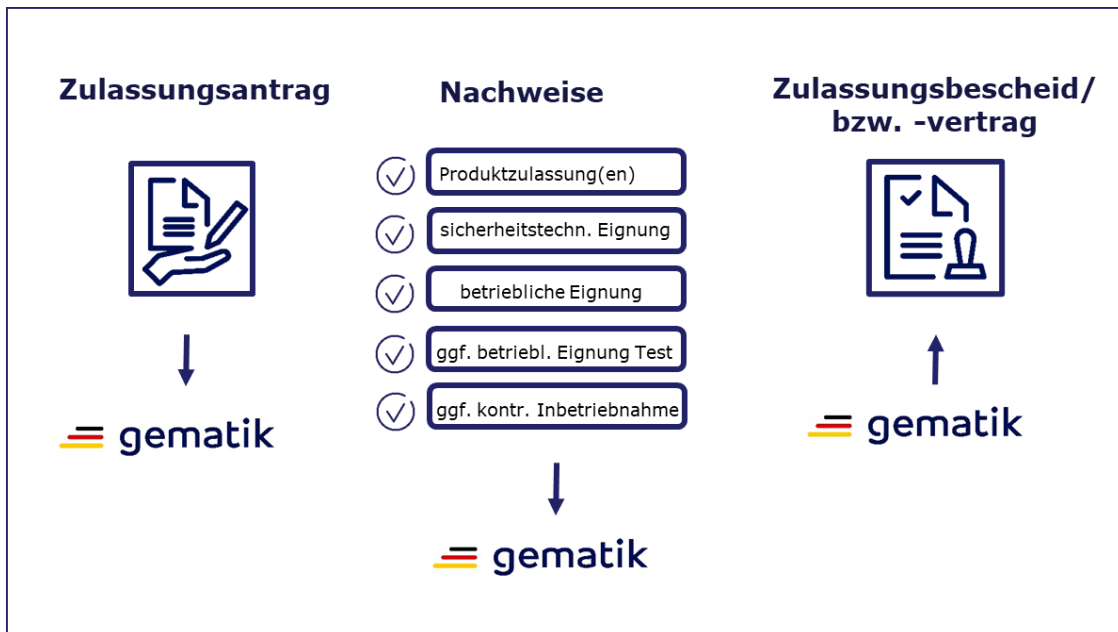 Zulassungsantrag
gematik
Nachweise
Produktzulassung(en)
sicherheitstechn. Eignung
betriebliche Eignung
ggf. betriebl. Eignung Test
ggf. kontr. Inbetriebnahme
gematik
Zulassungsbescheid/
bzw. -vertrag
gematik